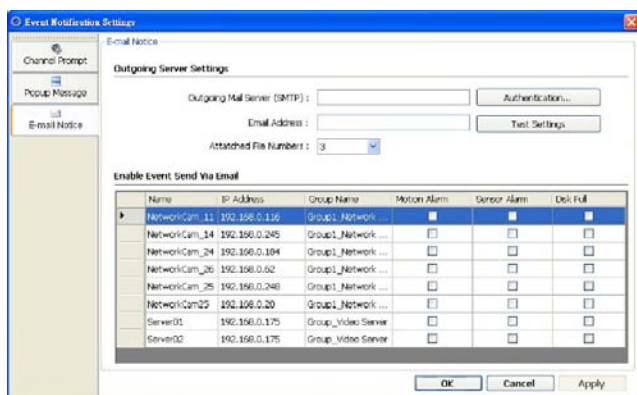 Event Notification Settings
Channel Prompt
Popup Message
E-mail Notice
E-mail Notice
Outgoing Server Settings
Outgoing Mail Server (SMTP) :
Authentication...
Email Address :
Test Settings
Attatched File Numbers : 3
Enable Event Send Via Email
Name IP Address Group Name Motion Alarm Sensor Alarm Disk Full
NetworkCam_11 192.168.0.116 Group1_Network ...
NetworkCam_14 192.168.0.245 Group1_Network ...
NetworkCam_24 192.168.0.184 Group1_Network ...
NetworkCam_26 192.168.0.62 Group1_Network ...
NetworkCam_25 192.168.0.248 Group1_Network ...
NetworkCam25 192.168.0.20 Group1_Network ...
Server01 192.168.0.175 Group_Video Server
Server02 192.168.0.175 Group_Video Server
OK Cancel Apply